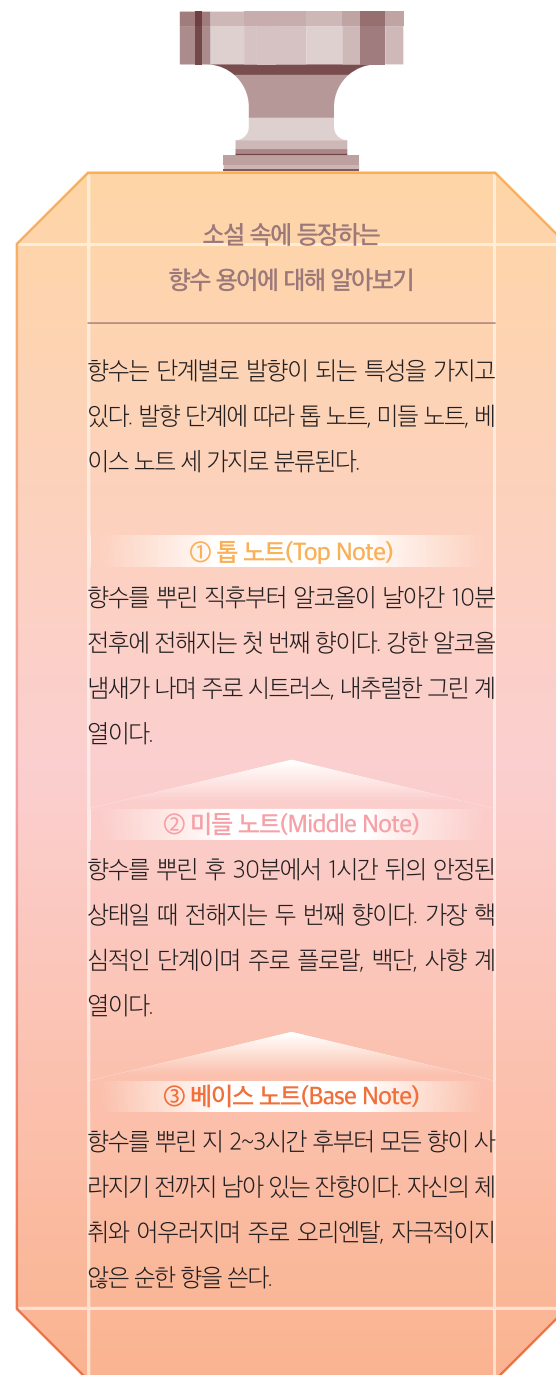 소설 속에 등장하는
향수 용어에 대해 알아보기
향수는 단계별로 발향이 되는 특성을 가지고
있다. 발향 단계에 따라 톱 노트, 미들 노트, 베
이스 노트 세 가지로 분류된다.
① 톱 노트(Top Note)
향수를 뿌린 직후부터 알코올이 날아간 10분
전후에 전해지는 첫 번째 향이다. 강한 알코올
냄새가 나며 주로 시트러스, 내추럴한 그린 계
열이다.
② 미들 노트(Middle Note)
향수를 뿌린 후 30분에서 1시간 뒤의 안정된
상태일 때 전해지는 두 번째 향이다. 가장 핵
심적인 단계이며 주로 플로랄, 백단, 사향 계
열이다.
③ 베이스 노트(Base Note)
향수를 뿌린 지 2~3시간 후부터 모든 향이 사
라지기 전까지 남아 있는 잔향이다. 자신의 체
취와 어우러지며 주로 오리엔탈, 자극적이지
않은 순한 향을 쓴다.